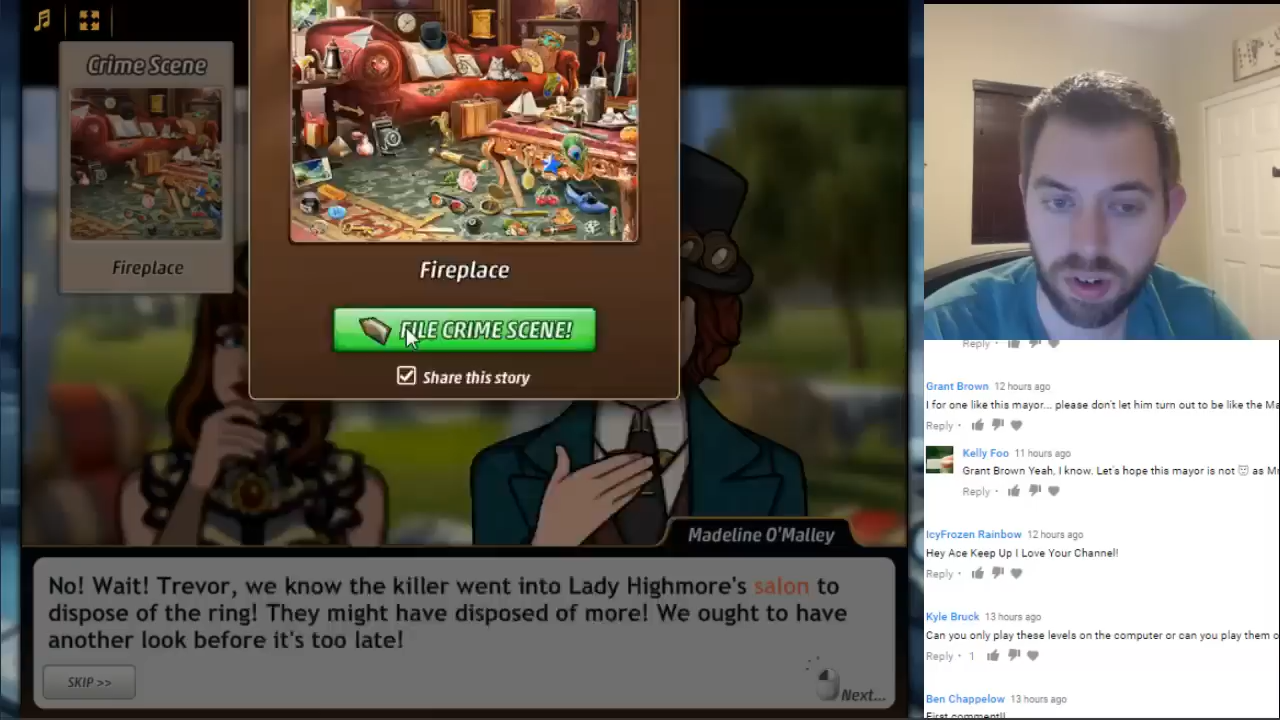 Crime Scene
Fireplace
Fireplace
FILE CRIME SCENE!
Share this story
Madeline O'Malley
No! Wait! Trevor, we know the killer went into Lady Highmore's salon to
dispose of the ring! They might have disposed of more! We ought to have
another look before it's too late!
SKIP >>
Next...
Reply •
Grant Brown 12 hours ago
I for one like this mayor... please don't let him turn out to be like the Ma
Reply •
Kelly Foo 11 hours ago
Grant Brown Yeah, I know. Let's hope this mayor is not as
Reply •
IcyFrozen Rainbow 12 hours ago
Hey Ace Keep Up I Love Your Channel!
Reply •
Kyle Bruck 13 hours ago
Can you only play these levels on the computer or can you play them o
Reply • 1
Ben Chappelow 13 hours ago
First comment!!